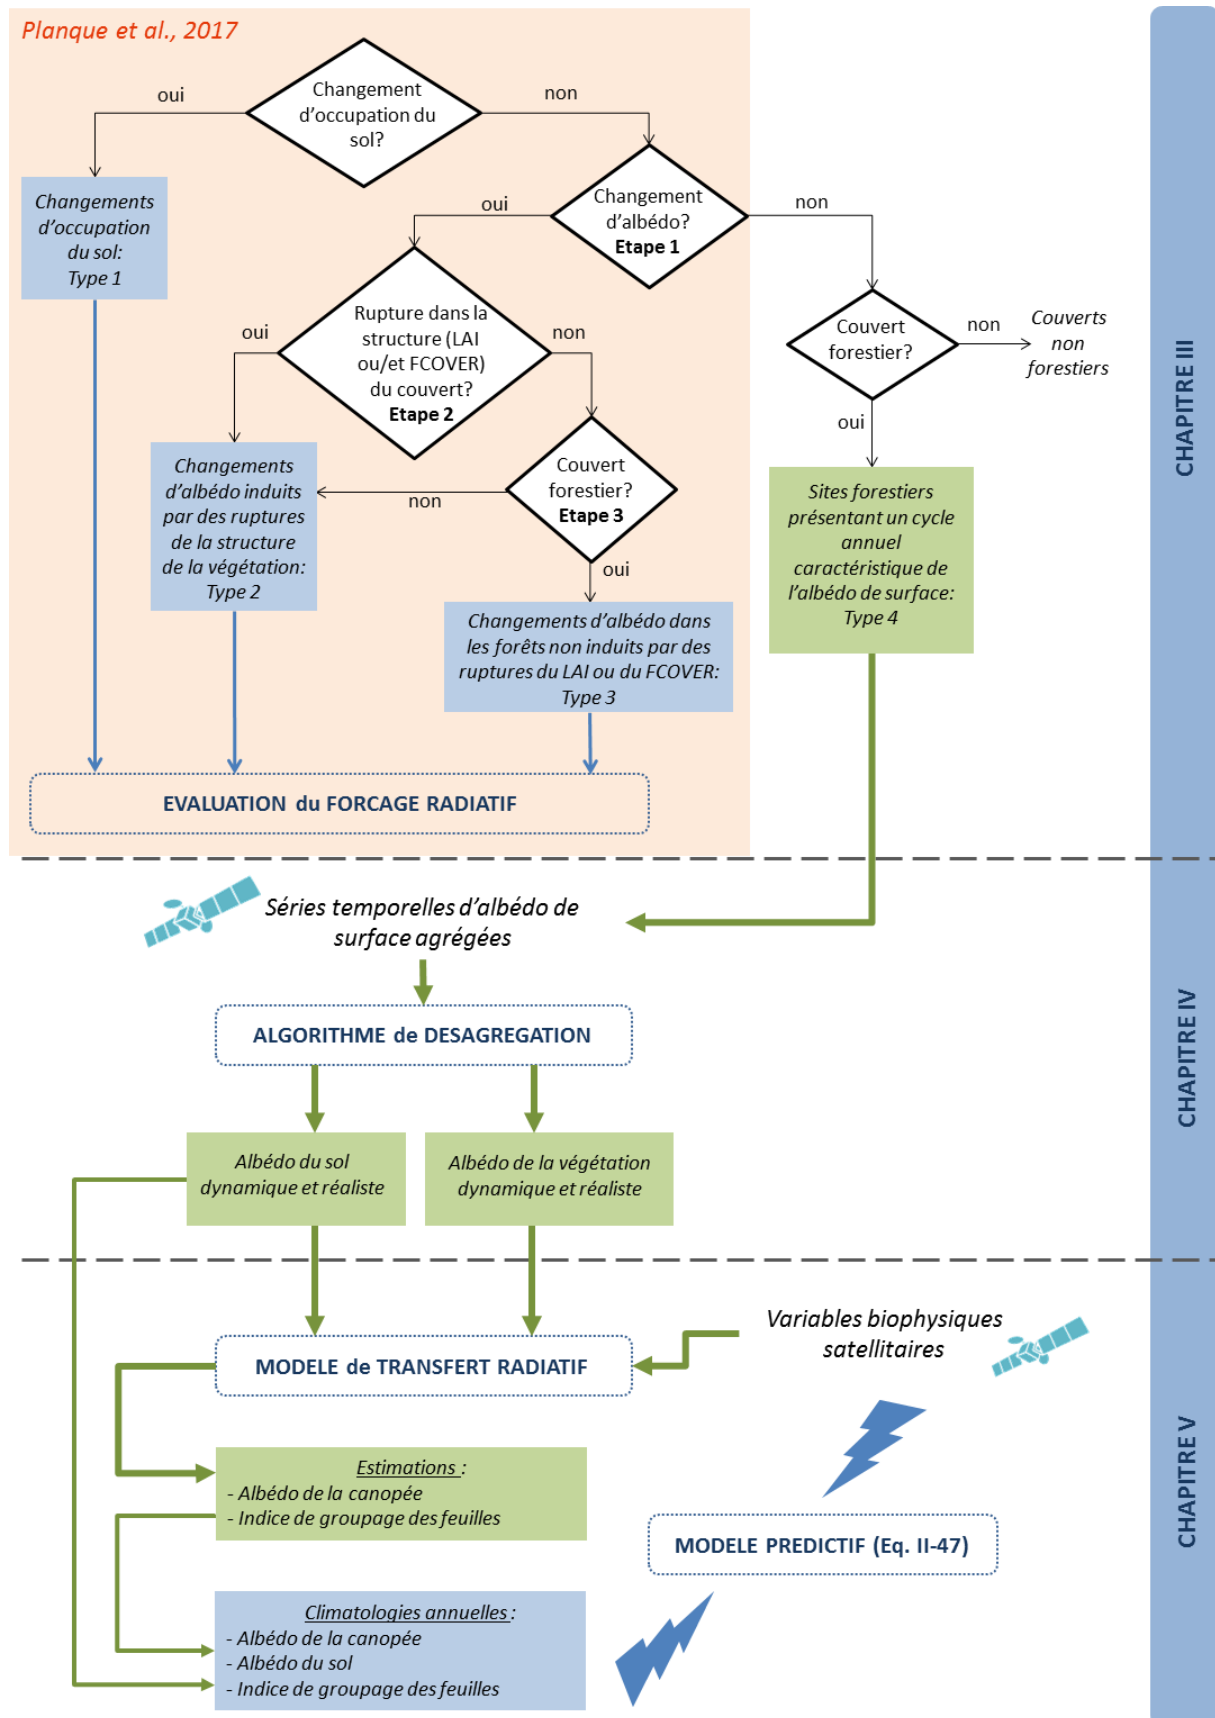 Planque et al., 2017
Changement
d'occupation du
sol?
oui
non
Changements
d'occupation
du sol:
Type 1
Changement
d'albédo?
Etape 1
oui
non
Rupture dans la
structure (LAI
ou/et FCOVER)
du couvert?
Etape 2
oui
non
Couvert
forestier?
non
Couverts
non
forestiers
oui
Changements
d'albédo induits
par des ruptures
de la structure
de la végétation:
Type 2
Couvert
forestier?
Etape 3
non
oui
Sites forestiers
présentant un cycle
annuel
caractéristique de
l'albédo de surface:
Type 4
Changements d'albédo dans
les forêts non induits par des
ruptures du LAI ou du FCOVER:
Type 3
EVALUATION du FORCAGE RADIATIF
CHAPITRE III
Séries temporelles d'albédo de
surface agrégées
ALGORITHME de DESAGREGATION
Albédo du sol
dynamique et réaliste
Albédo de la végétation
dynamique et réaliste
CHAPITRE IV
Variables biophysiques
satellitaires
MODELE de TRANSFERT RADIATIF
Estimations :
- Albédo de la canopée
- Indice de groupage des feuilles
MODELE PREDICTIF (Eq. II-47)
Climatologies annuelles :
- Albédo de la canopée
- Albédo du sol
- Indice de groupage des feuilles
CHAPITRE V